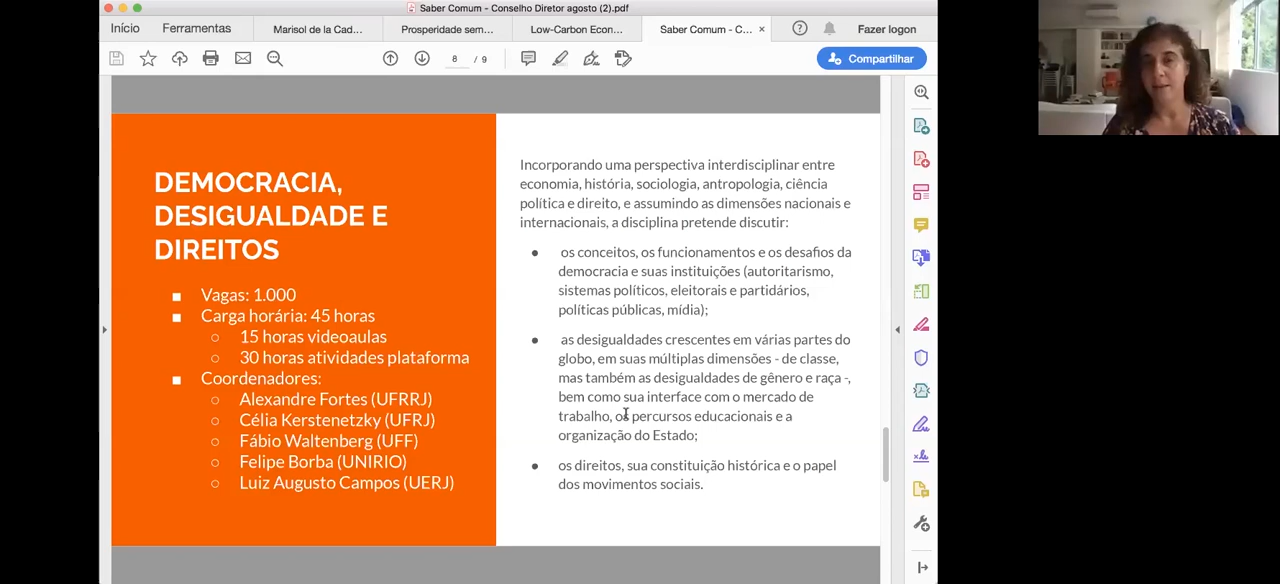 Saber Comum - Conselho Diretor agosto (2).pdf
Início
Ferramentas
Marisol de la Cad...
Prosperidade sem...
Low-Carbon Econ...
Saber Comum - C...
×
?
Fazer logon
8
/ 9
Compartilhar
DEMOCRACIA,
DESIGUALDADE E
DIREITOS
■ Vagas: 1.000
■ Carga horária: 45 horas
○ 15 horas videoaulas
○ 30 horas atividades plataforma
■ Coordenadores:
○ Alexandre Fortes (UFRRJ)
○ Célia Kerstenetzky (UFRJ)
○ Fábio Waltenberg (UFF)
○ Felipe Borba (UNIRIO)
○ Luiz Augusto Campos (UERJ)
Incorporando uma perspectiva interdisciplinar entre
economia, história, sociologia, antropologia, ciência
política e direito, e assumindo as dimensões nacionais e
internacionais, a disciplina pretende discutir:
● os conceitos, os funcionamentos e os desafios da
democracia e suas instituições (autoritarismo,
sistemas políticos, eleitorais e partidários,
políticas públicas, mídia);
● as desigualdades crescentes em várias partes do
globo, em suas múltiplas dimensões - de classe,
mas também as desigualdades de gênero e raça -,
bem como sua interface com o mercado de
trabalho, os percursos educacionais e a
organização do Estado;
● os direitos, sua constituição histórica e o papel
dos movimentos sociais.